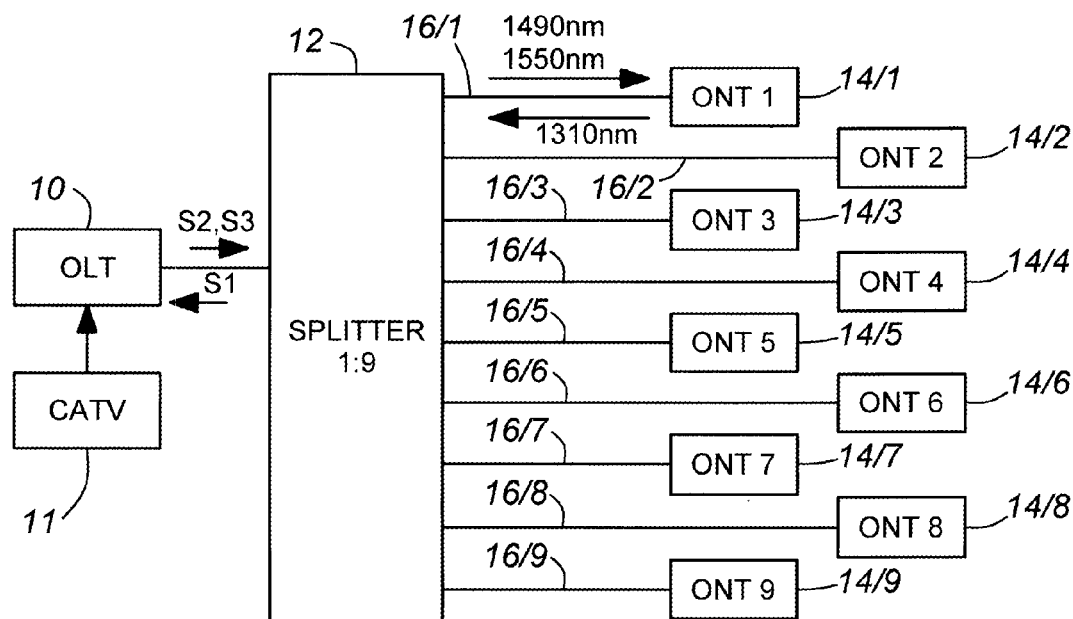 12
16/1
1490nm
1550nm
ONT 1
14/1
1310nm
ONT 2
14/2
16/2
16/3
ONT 3
14/3
10
OLT
S2,S3
S1
16/4
ONT 4
14/4
SPLITTER
1:9
16/5
ONT 5
14/5
CATV
11
16/6
ONT 6
14/6
16/7
ONT 7
14/7
16/8
ONT 8
14/8
16/9
ONT 9
14/9